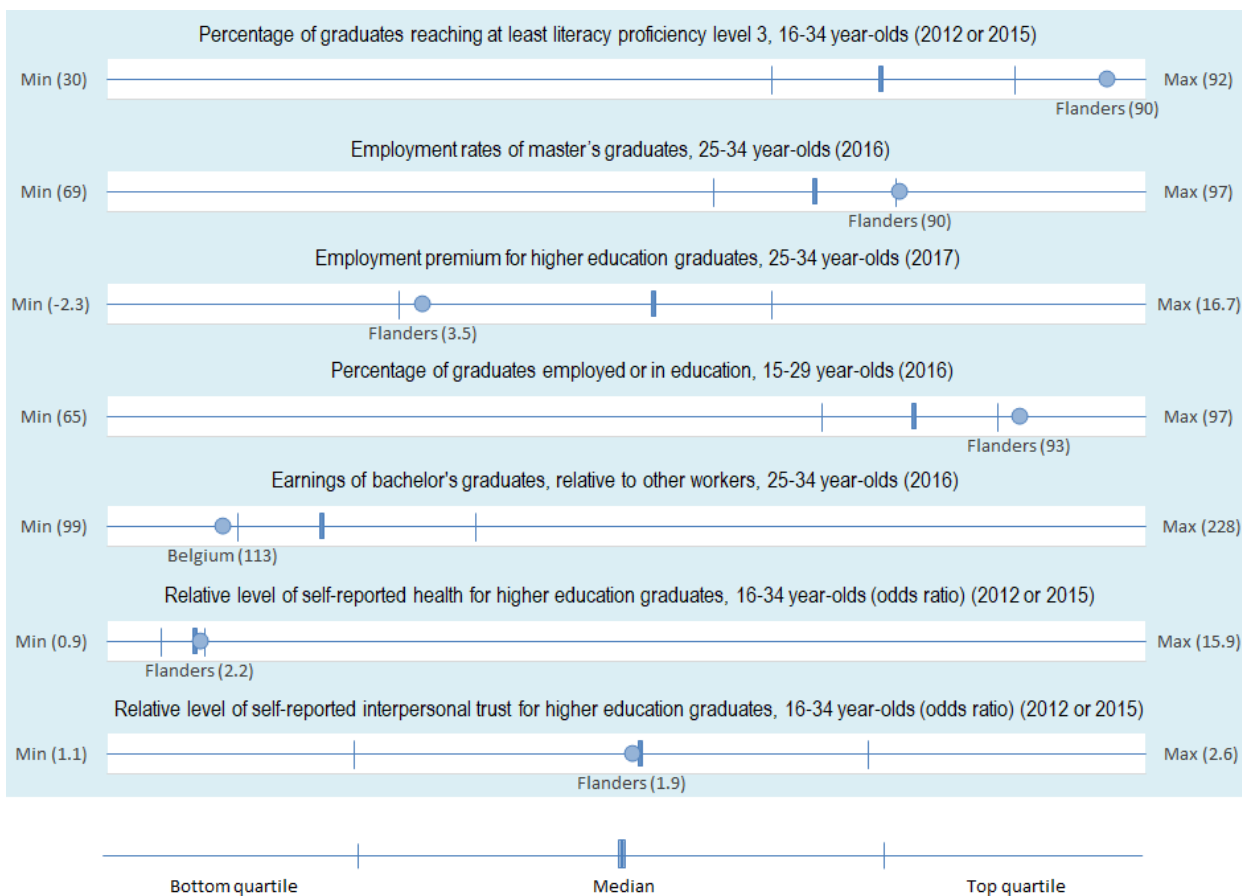 Percentage of graduates reaching at least literacy proficiency level 3, 16-34 year-olds (2012 or 2015)
Min (30)
Max (92)
Flanders (90)
Employment rates of master’s graduates, 25-34 year-olds (2016)
Min (69)
Max (97)
Flanders (90)
Employment premium for higher education graduates, 25-34 year-olds (2017)
Min (-2.3)
Max (16.7)
Flanders (3.5)
Percentage of graduates employed or in education, 15-29 year-olds (2016)
Min (65)
Max (97)
Flanders (93)
Earnings of bachelor's graduates, relative to other workers, 25-34 year-olds (2016)
Min (99)
Max (228)
Belgium (113)
Relative level of self-reported health for higher education graduates, 16-34 year-olds (odds ratio) (2012 or 2015)
Min (0.9)
Max (15.9)
Flanders (2.2)
Relative level of self-reported interpersonal trust for higher education graduates, 16-34 year-olds (odds ratio) (2012 or 2015)
Min (1.1)
Max (2.6)
Flanders (1.9)
Bottom quartile
Median
Top quartile